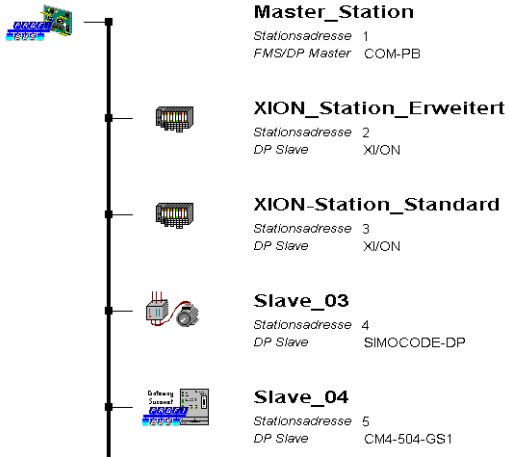 Master_Station
Stationsadresse 1
FMS/DP Master COM-PB
XION_Station_Erweitert
Stationsadresse 2
DP Slave XI/ON
XION-Station_Standard
Stationsadresse 3
DP Slave XI/ON
Slave_03
Stationsadresse 4
DP Slave SIMOCODE-DP
Gateway
Suconet
Slave_04
Stationsadresse 5
DP Slave CM4-504-GS1